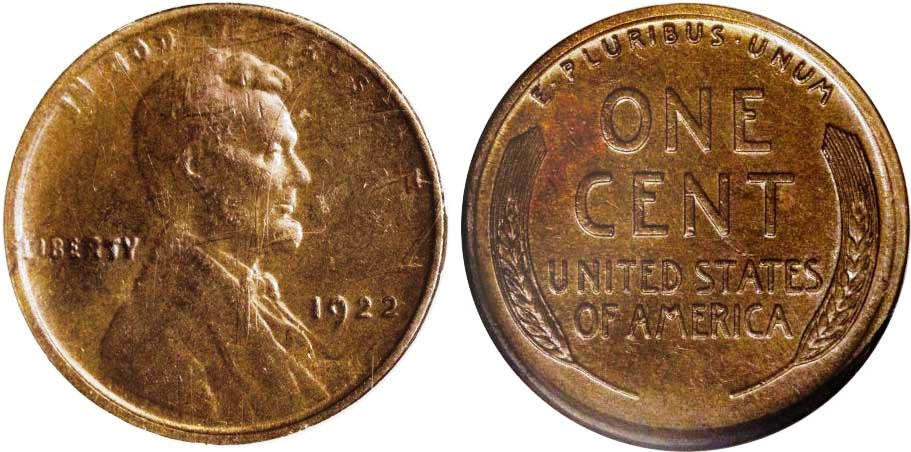 LIBERTY
1922
E · PLURIBUS · UNUM
ONE
CENT
UNITED STATES
OF AMERICA